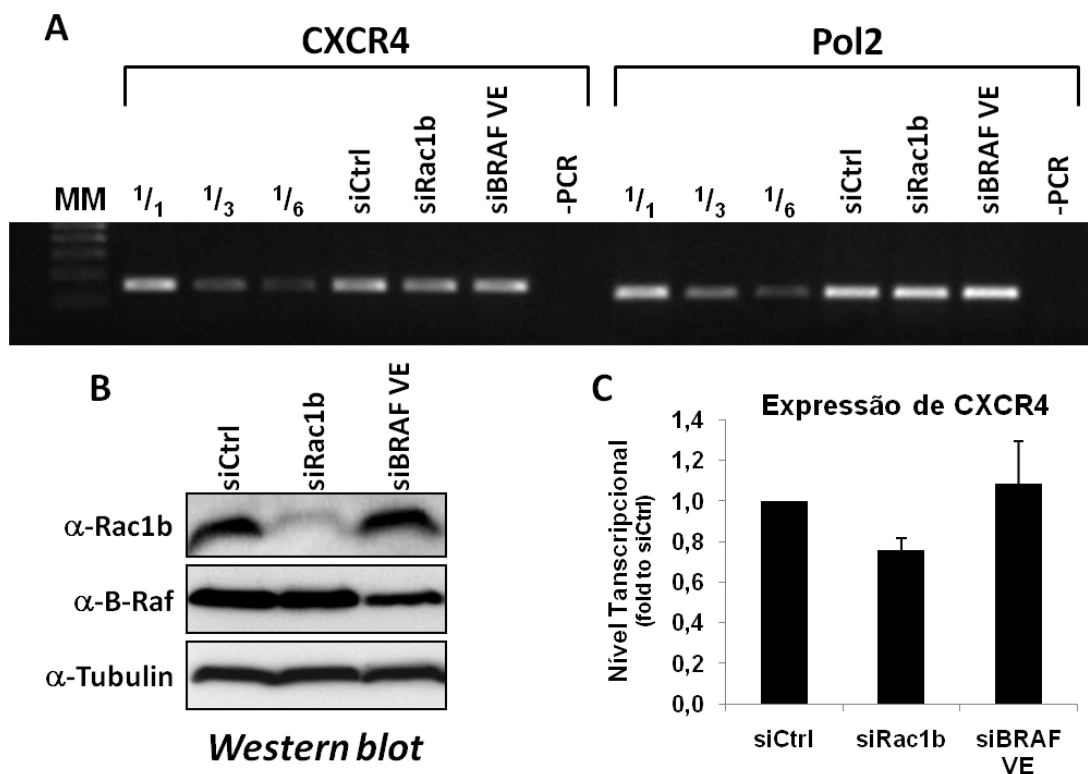 A
CXCR4
Pol2
MM
1/1
1/3
1/6
siCtrl
siRac1b
siBRAF VE
-PCR
1/1
1/3
1/6
siCtrl
siRac1b
siBRAF VE
-PCR
B
siCtrl
siRac1b
siBRAF VE
α-Rac1b
α-B-Raf
α-Tubulin
Western blot
C
Expressão de CXCR4
Nível Tanscripcional
(fold to siCtrl)
1,4
1,2
1,0
0,8
0,6
0,4
0,2
0,0
siCtrl
siRac1b
siBRAF
VE